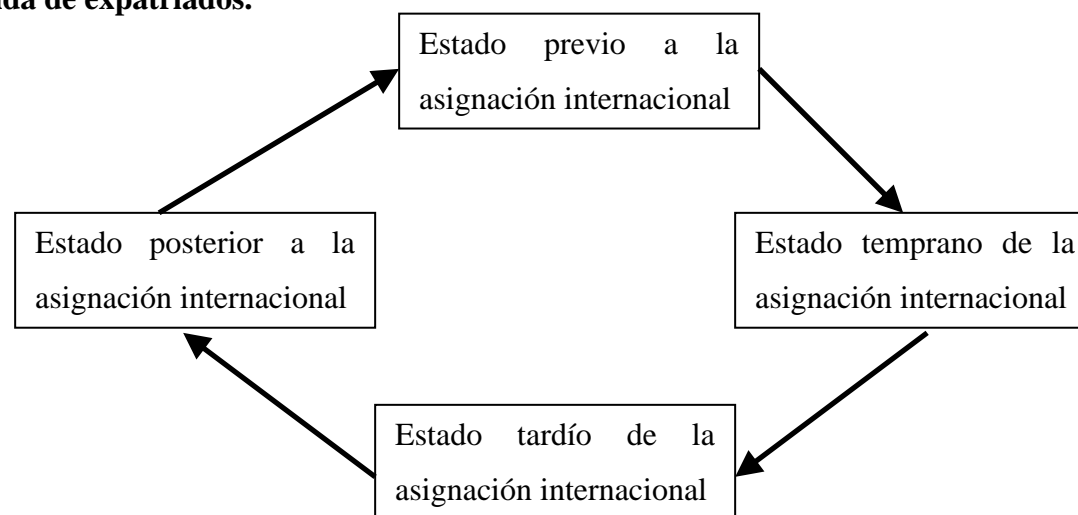 de expatriados.
Estado previo a la
asignación internacional
Estado posterior a la
asignación internacional
Estado temprano de la
asignación internacional
Estado tardío de la
asignación internacional